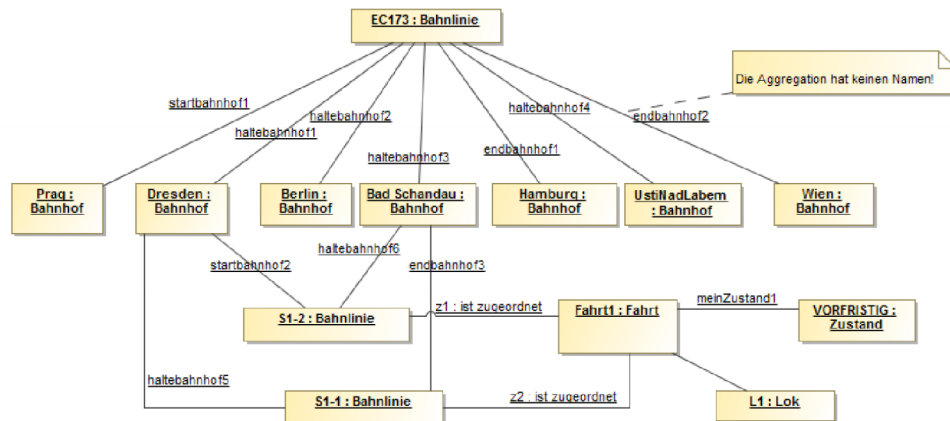 EC173 : Bahnlinie
Die Aggregation hat keinen Namen!
startbahnhof1
haltebahnhof1
haltebahnhof2
haltebahnhof3
endbahnhof1
haltebahnhof4
endbahnhof2
Prag :
Bahnhof
Dresden :
Bahnhof
Berlin :
Bahnhof
Bad Schandau :
Bahnhof
Hamburg :
Bahnhof
UstiNadLabem
: Bahnhof
Wien :
Bahnhof
startbahnhof2
haltebahnhof6
endbahnhof3
S1-2 : Bahnlinie
z1 : ist zugeordnet
Fahrt1 : Fahrt
meinZustand1
VORFRISTIG :
Zustand
haltebahnhof5
S1-1 : Bahnlinie
z2 : ist zugeordnet
L1 : Lok